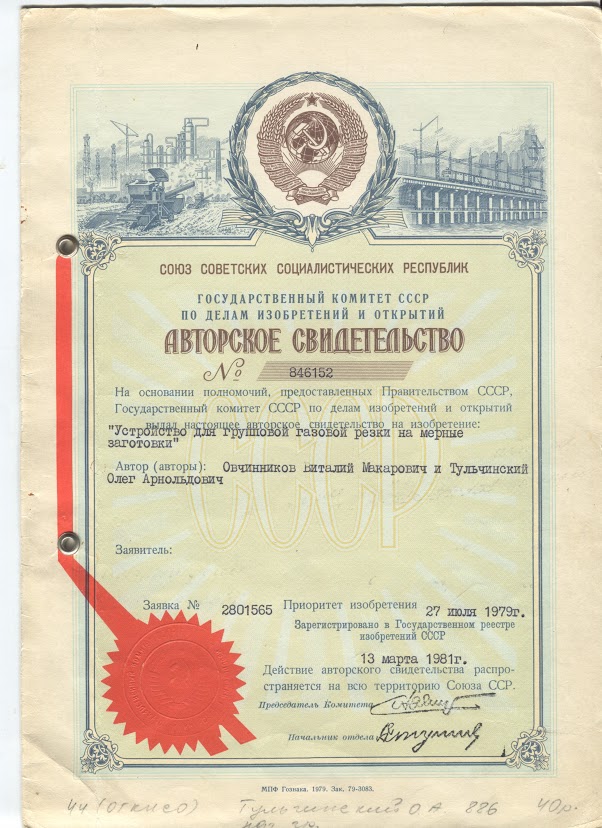 СОЮЗ СОВЕТСКИХ СОЦИАЛИСТИЧЕСКИХ РЕСПУБЛИК
ГОСУДАРСТВЕННЫЙ КОМИТЕТ СССР
ПО ДЕЛАМ ИЗОБРЕТЕНИЙ И ОТКРЫТИЙ
АВТОРСКОЕ СВИДЕТЕЛЬСТВО
№ 846152
На основании полномочий, предоставленных Правительством СССР,
Государственный комитет СССР по делам изобретений и открытий
выдал настоящее авторское свидетельство на изобретение:
"Устройство для групповой газовой резки на мерные
заготовки"
Автор (авторы): Овчинников Виталий Макарович и Тульчинский
Олег Арнольдович
СССР
Заявитель:
Заявка № 2801565 Приоритет изобретения 27 июля 1979г.
Зарегистрировано в Государственном реестре
изобретений СССР
13 марта 1981г.
Действие авторского свидетельства распро-
страняется на всю территорию Союза ССР.
Председатель Комитета
Начальник отдела
МПФ Гознака. 1979. Зак. 79-3083.
Тульчинский О.А. 886 40р.